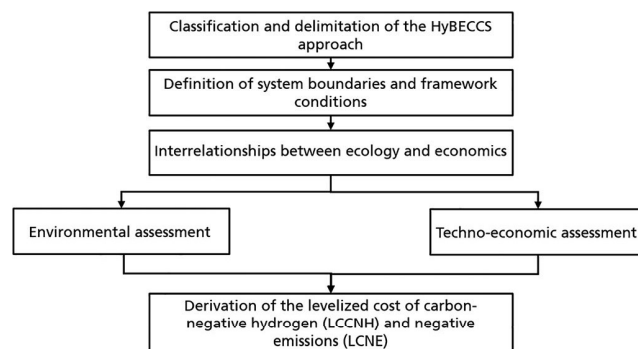 Classification and delimitation of the HyBECCS
approach
Definition of system boundaries and framework
conditions
Interrelationships between ecology and economics
Environmental assessment
Techno-economic assessment
Derivation of the levelized cost of carbon-
negative hydrogen (LCCNH) and negative
emissions (LCNE)